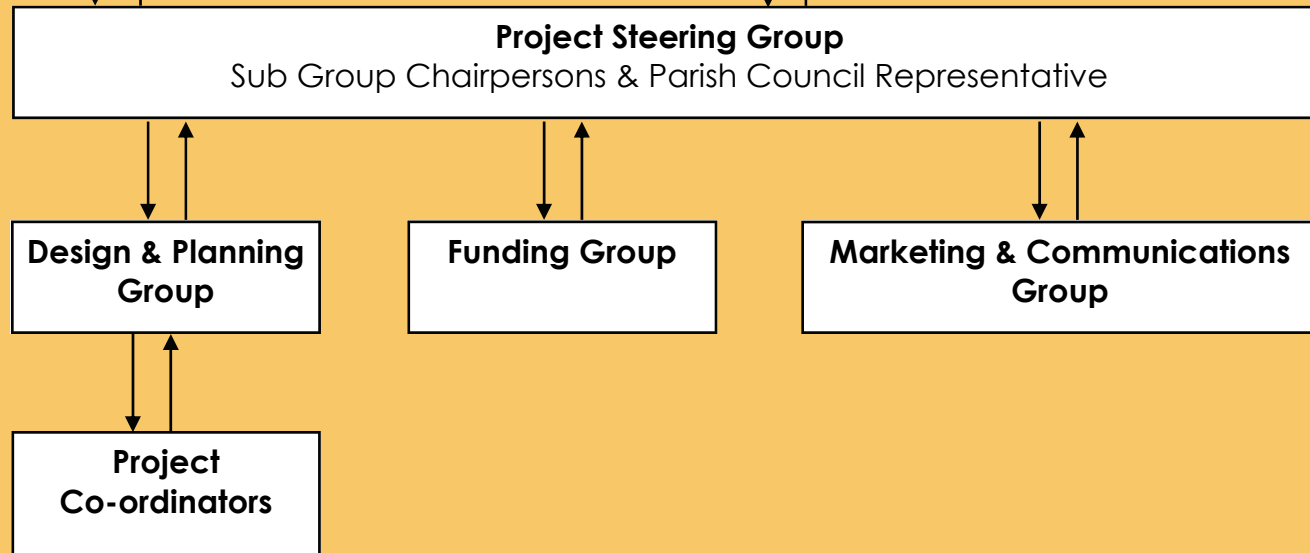 Project Steering Group
Sub Group Chairpersons & Parish Council Representative
Design & Planning
Group
Funding Group
Marketing & Communications
Group
Project
Co-ordinators